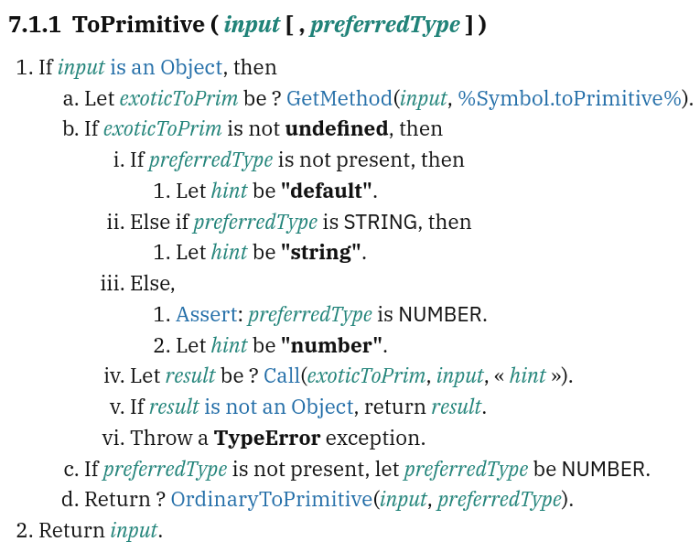 7.1.1 ToPrimitive ( input [ , preferredType ] )
1. If input is an Object, then
a. Let exoticToPrim be ? GetMethod(input, %Symbol.toPrimitive%).
b. If exoticToPrim is not undefined, then
i. If preferredType is not present, then
1. Let hint be "default".
ii. Else if preferredType is STRING, then
1. Let hint be "string".
iii. Else,
1. Assert: preferredType is NUMBER.
2. Let hint be "number".
iv. Let result be ? Call(exoticToPrim, input, « hint »).
v. If result is not an Object, return result.
vi. Throw a TypeError exception.
c. If preferredType is not present, let preferredType be NUMBER.
d. Return ? OrdinaryToPrimitive(input, preferredType).
2. Return input.